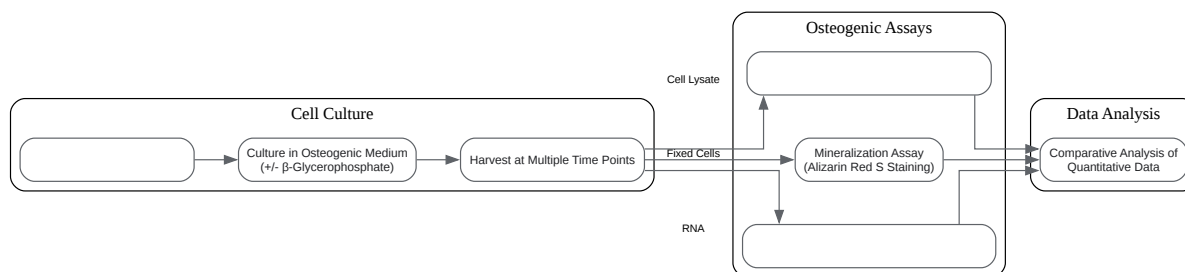 Osteogenic Assays
Cell Lysate
Cell Culture
Data Analysis
Culture in Osteogenic Medium
(+/- β-Glycerophosphate)
Harvest at Multiple Time Points
Fixed Cells
Mineralization Assay
(Alizarin Red S Staining)
Comparative Analysis of
Quantitative Data
RNA